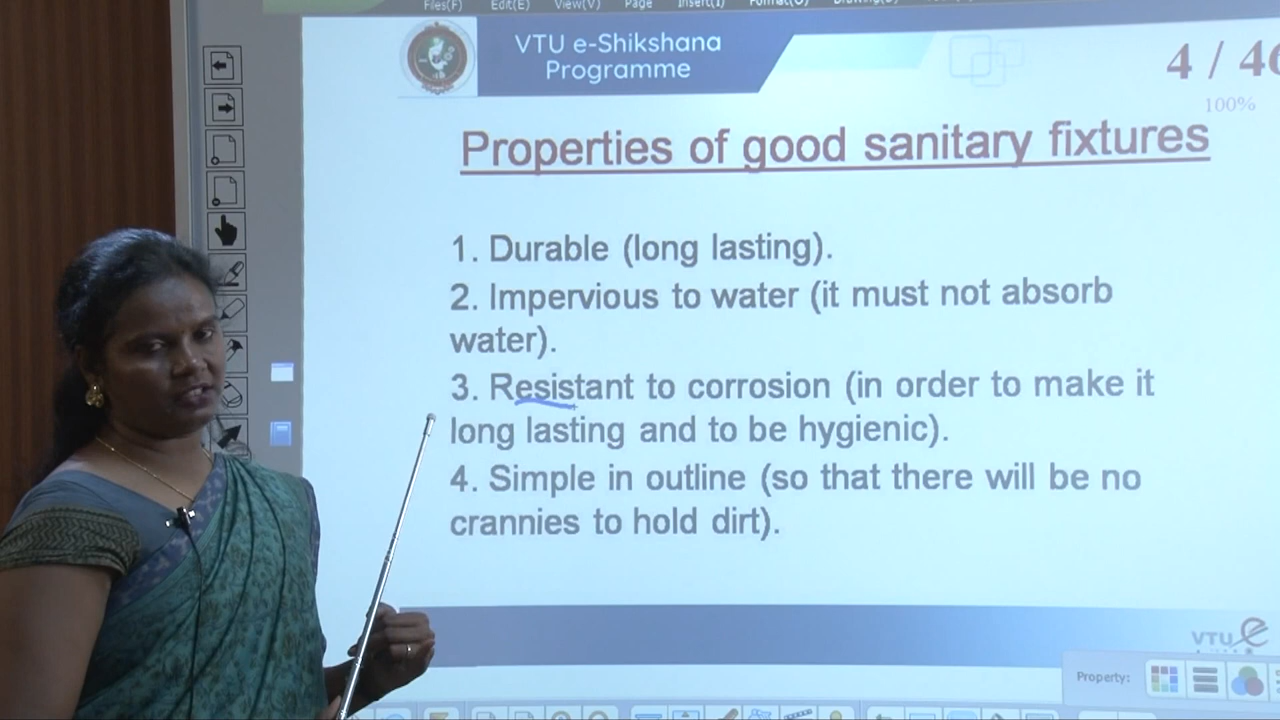 Files(F) Edit(E) View(V) Page Insert(I) Format(O) Drawing(D)
VTU e-Shikshana
Programme
4 / 40
100%
Properties of good sanitary fixtures
1. Durable (long lasting).
2. Impervious to water (it must not absorb
water).
3. Resistant to corrosion (in order to make it
long lasting and to be hygienic).
4. Simple in outline (so that there will be no
crannies to hold dirt).
VTU e
Property: